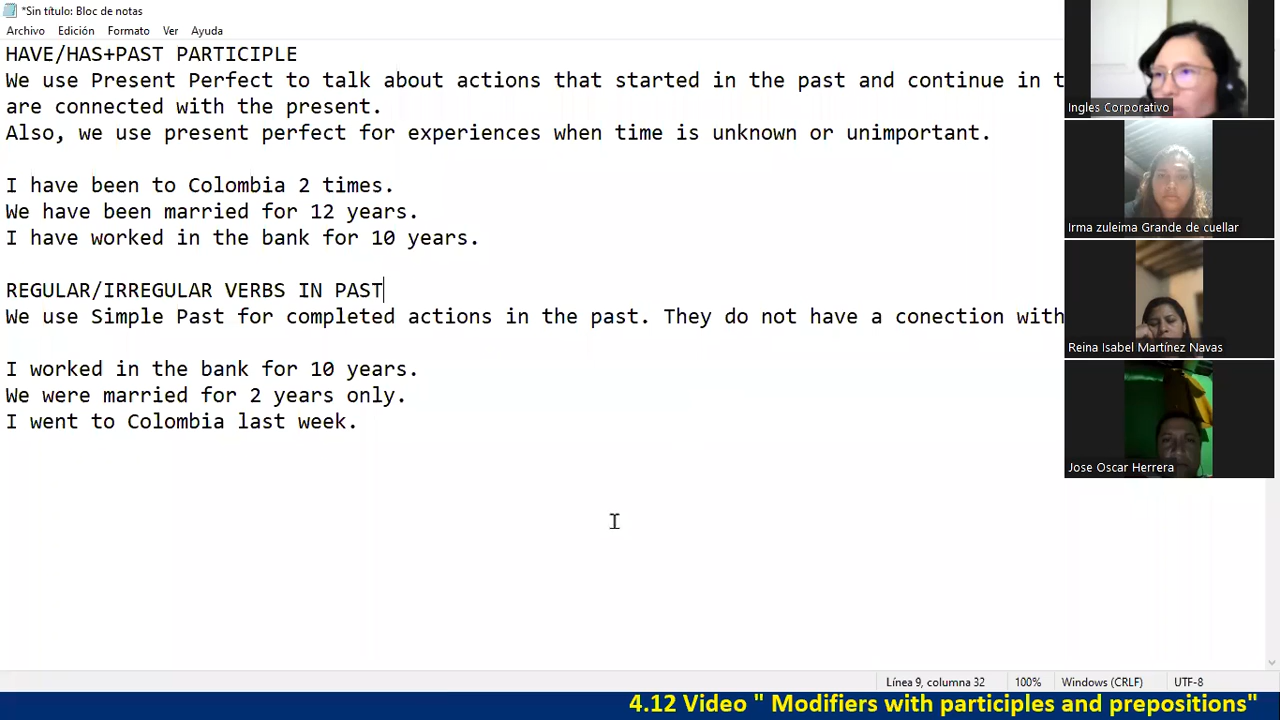 *Sin título: Bloc de notas
Archivo Edición Formato Ver Ayuda
HAVE/HAS+PAST PARTICIPLE
We use Present Perfect to talk about actions that started in the past and continue in t
are connected with the present.
Also, we use present perfect for experiences when time is unknown or unimportant.
I have been to Colombia 2 times.
We have been married for 12 years.
I have worked in the bank for 10 years.
REGULAR/IRREGULAR VERBS IN PAST
We use Simple Past for completed actions in the past. They do not have a conection with
I worked in the bank for 10 years.
We were married for 2 years only.
I went to Colombia last week.
Ingles Corporativo
Irma zuleima Grande de cuellar
Reina Isabel Martínez Navas
Jose Oscar Herrera
Línea 9, columna 32 100% Windows (CRLF) UTF-8
4.12 Video " Modifiers with participles and prepositions"